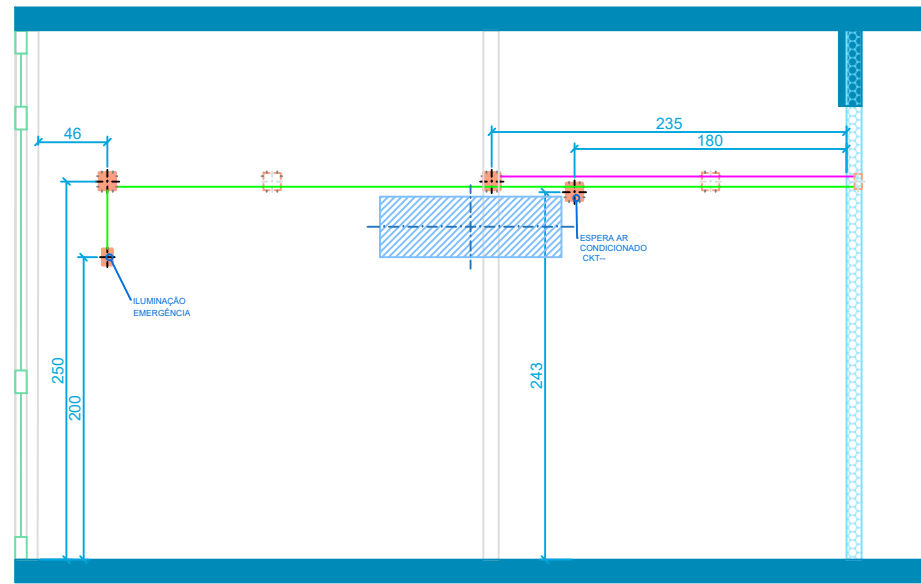 46
235
180
ESPERA AR
CONDICIONADO
CKT--
ILUMINAÇÃO
EMERGÊNCIA
250
200
243